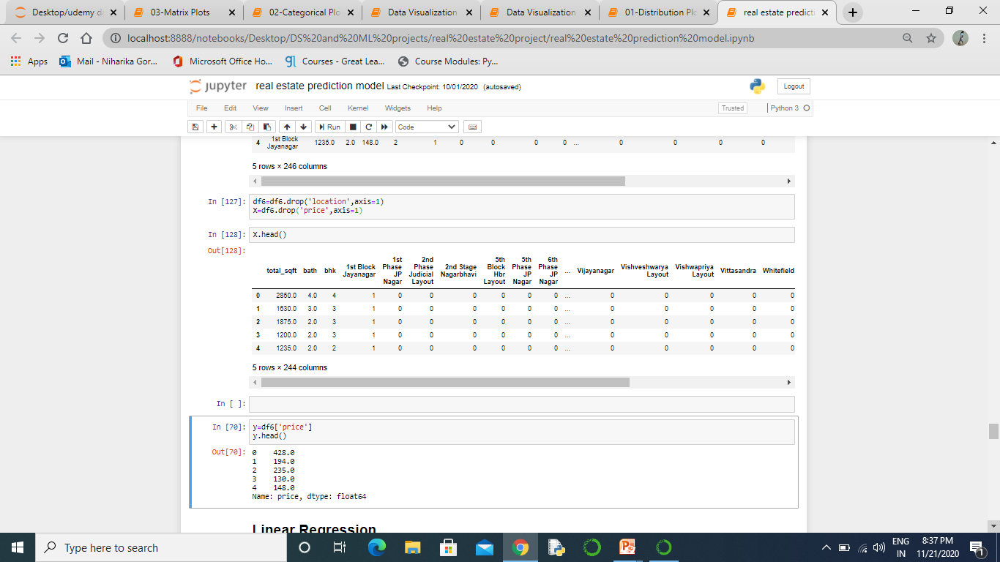 Desktop/udemy da
03-Matrix Plots
02-Categorical Plo
Data Visualization
Data Visualization
01-Distribution Plo
real estate predicti
localhost:8888/notebooks/Desktop/DS%20and%20ML%20projects/real%20estate%20project/real%20estate%20prediction%20model.ipynb
Apps Mail - Niharika Gor... Microsoft Office Ho... Courses - Great Lea... Course Modules: Py...
jupyter real estate prediction model Last Checkpoint: 10/01/2020 (autosaved) Logout
File Edit View Insert Cell Kernel Widgets Help Trusted Python 3
Run Code
4 1st Block Jayanagar 1235.0 2.0 148.0 2 1 0 0 0 0 ... 0 0 0 0
5 rows × 246 columns
In [127]: df6=df6.drop('location',axis=1)
X=df6.drop('price',axis=1)
In [128]: X.head()
Out[128]:
total_sqft bath bhk 1st Block Jayanagar 1st Phase JP Nagar 2nd Phase Judicial Layout 2nd Stage Nagarbhavi 5th Block Hbr Layout 5th Phase JP Nagar 6th Phase JP Nagar ... Vijayanagar Vishveshwarya Layout Vishwapriya Layout Vittasandra Whitefield
0 2850.0 4.0 4 1 0 0 0 0 0 0 ... 0 0 0 0 0
1 1630.0 3.0 3 1 0 0 0 0 0 0 ... 0 0 0 0 0
2 1875.0 2.0 3 1 0 0 0 0 0 0 ... 0 0 0 0 0
3 1200.0 2.0 3 1 0 0 0 0 0 0 ... 0 0 0 0 0
4 1235.0 2.0 2 1 0 0 0 0 0 0 ... 0 0 0 0 0
5 rows × 244 columns
In [ ]:
In [70]: y=df6['price']
y.head()
Out[70]: 0 428.0
1 194.0
2 235.0
3 130.0
4 148.0
Name: price, dtype: float64
Linear Regression
Type here to search
ENG
IN
8:37 PM
11/21/2020
1